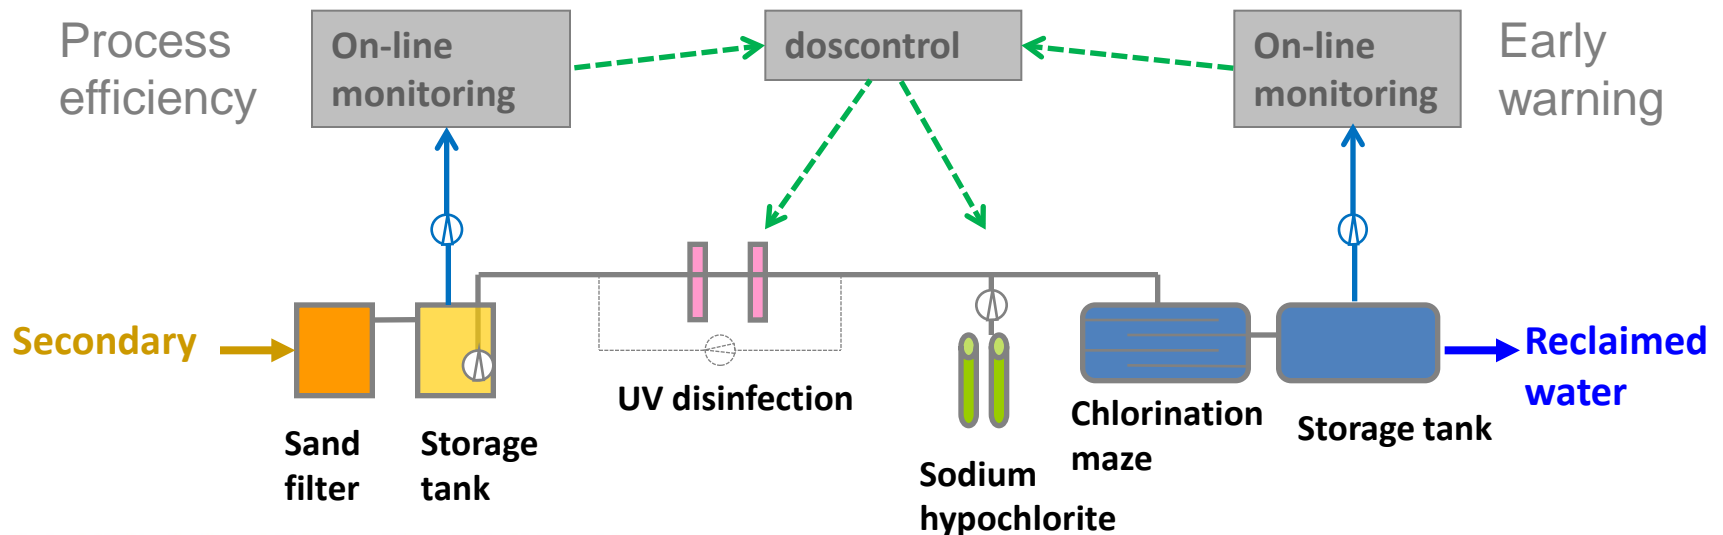 Process
efficiency
On-line
monitoring
doscontrol
On-line
monitoring
Early
warning
Secondary
Sand
filter
Storage
tank
UV disinfection
Sodium
hypochlorite
Chlorination
maze
Storage tank
Reclaimed
water